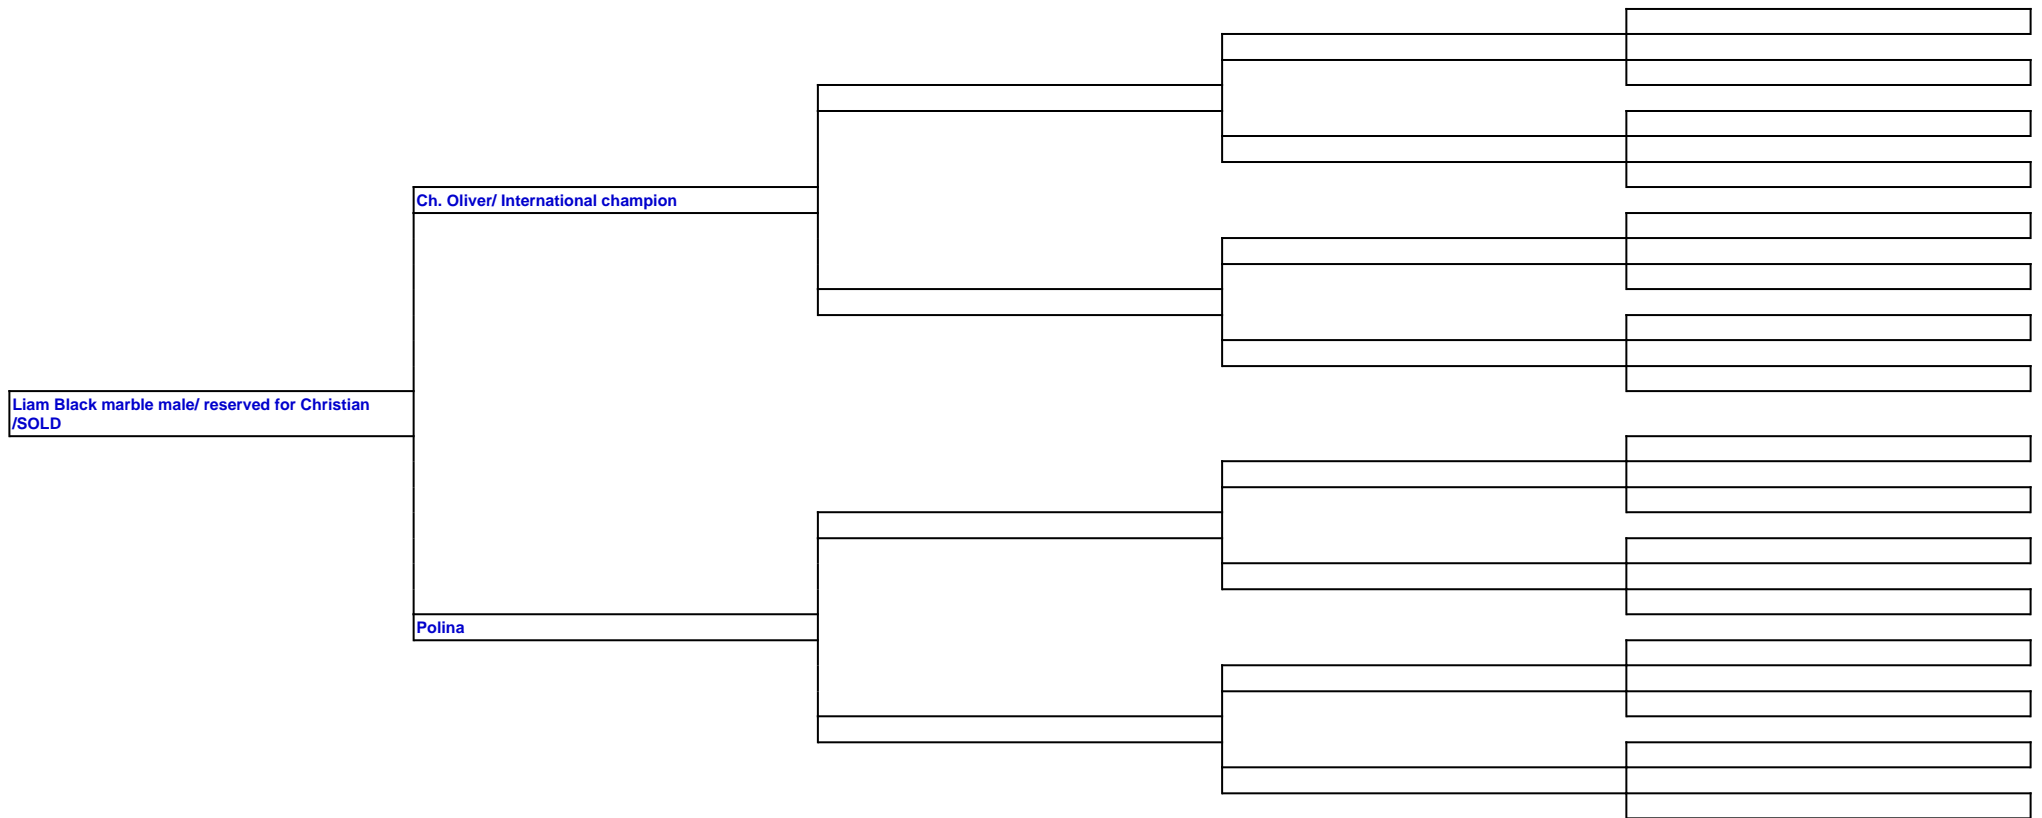 Ch. Oliver/ International champion
Liam Black marble male/ reserved for Christian
/SOLD
Polina